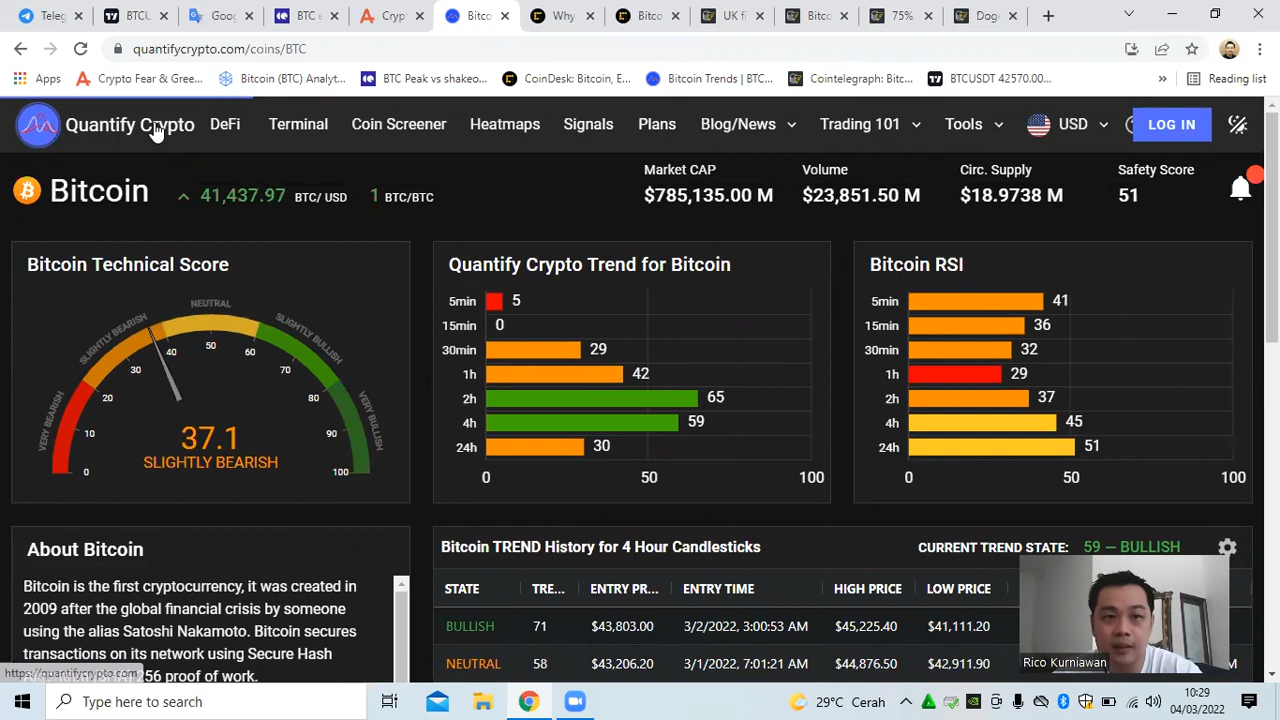 Teleg
BTCU
Goog
BTC e
Crypt
Bitco
Why
Bitco
UK fi
Bitco
75%
Doge
quantifycrypto.com/coins/BTC
Apps
Crypto Fear & Gree...
Bitcoin (BTC) Analyt...
BTC Peak vs shakeo...
CoinDesk: Bitcoin, E...
Bitcoin Trends | BTC...
Cointelegraph: Bitc...
BTCUSDT 42570.00...
Reading list
Quantify Crypto
DeFi
Terminal
Coin Screener
Heatmaps
Signals
Plans
Blog/News
Trading 101
Tools
USD
LOG IN
Bitcoin
41,437.97 BTC/ USD
1 BTC/BTC
Market CAP
$785,135.00 M
Volume
$23,851.50 M
Circ. Supply
$18.9738 M
Safety Score
51
Bitcoin Technical Score
VERY BEARISH
SLIGHTLY BEARISH
NEUTRAL
SLIGHTLY BULLISH
VERY BULLISH
0
10
20
30
40
50
60
70
80
90
100
37.1
SLIGHTLY BEARISH
Quantify Crypto Trend for Bitcoin
5min 5
15min 0
30min 29
1h 42
2h 65
4h 59
24h 30
0 50 100
Bitcoin RSI
5min 41
15min 36
30min 32
1h 29
2h 37
4h 45
24h 51
0 50 100
About Bitcoin
Bitcoin is the first cryptocurrency, it was created in
2009 after the global financial crisis by someone
using the alias Satoshi Nakamoto. Bitcoin secures
transactions on its network using Secure Hash
256 proof of work.
https://quantifycrypto.com
Bitcoin TREND History for 4 Hour Candlesticks
CURRENT TREND STATE: 59 — BULLISH
STATE TRE... ENTRY PR... ENTRY TIME HIGH PRICE LOW PRICE
BULLISH 71 $43,803.00 3/2/2022, 3:00:53 AM $45,225.40 $41,111.20
NEUTRAL 58 $43,206.20 3/1/2022, 7:01:21 AM $44,876.50 $42,911.90
Rico Kurniawan
Type here to search
29°C Cerah
10:29
04/03/2022